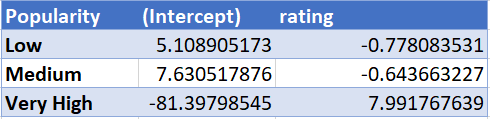 Popularity (Intercept) rating
Low 5.108905173 -0.778083531
Medium 7.630517876 -0.643663227
Very High -81.39798545 7.991767639